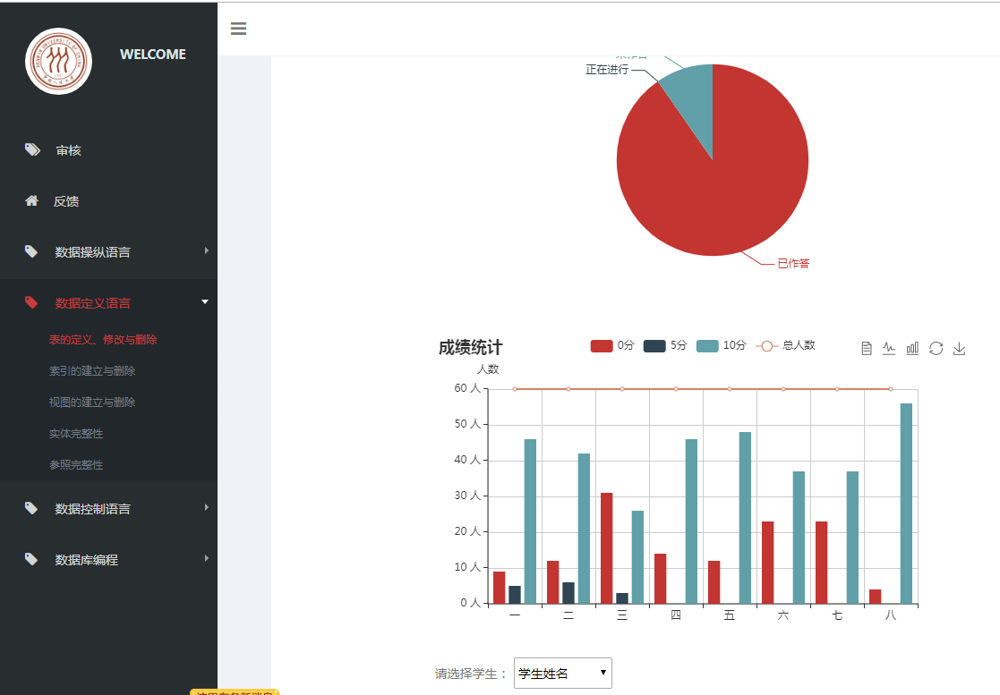 WELCOME
审核
反馈
数据操纵语言
数据定义语言
表的定义、修改与删除
索引的建立与删除
视图的建立与删除
实体完整性
参照完整性
数据控制语言
数据库编程
正在进行
已作答
成绩统计
0分 5分 10分 总人数
人数
60 人
50 人
40 人
30 人
20 人
10 人
0 人
一 二 三 四 五 六 七 八
请选择学生：
学生姓名